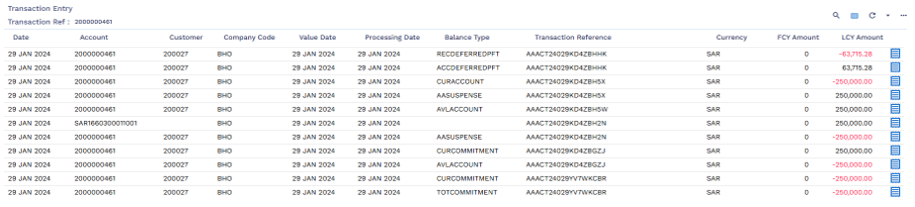 Transaction Entry
Transaction Ref : 2000000461
Date Account Customer Company Code Value Date Processing Date Balance Type Transaction Reference Currency FCY Amount LCY Amount
29 JAN 2024 2000000461 200027 BHO 29 JAN 2024 29 JAN 2024 RECDEFERREDPFT AAACT24029KD4ZBHHK SAR 0 -63,715.28
29 JAN 2024 2000000461 200027 BHO 29 JAN 2024 29 JAN 2024 ACCDEFERREDPFT AAACT24029KD4ZBHHK SAR 0 63,715.28
29 JAN 2024 2000000461 200027 BHO 29 JAN 2024 29 JAN 2024 CURACCOUNT AAACT24029KD4ZBH5X SAR 0 -250,000.00
29 JAN 2024 2000000461 200027 BHO 29 JAN 2024 29 JAN 2024 AASUSPENSE AAACT24029KD4ZBH5X SAR 0 250,000.00
29 JAN 2024 2000000461 200027 BHO 29 JAN 2024 29 JAN 2024 AVLACCOUNT AAACT24029KD4ZBH5W SAR 0 250,000.00
29 JAN 2024 SAR1660300011001 BHO 29 JAN 2024 29 JAN 2024 AAACT24029KD4ZBH2N SAR 0 250,000.00
29 JAN 2024 2000000461 200027 BHO 29 JAN 2024 29 JAN 2024 AASUSPENSE AAACT24029KD4ZBH2N SAR 0 -250,000.00
29 JAN 2024 2000000461 200027 BHO 29 JAN 2024 29 JAN 2024 CURCOMMITMENT AAACT24029KD4ZBGZJ SAR 0 250,000.00
29 JAN 2024 2000000461 200027 BHO 29 JAN 2024 29 JAN 2024 AVLACCOUNT AAACT24029KD4ZBGZJ SAR 0 -250,000.00
29 JAN 2024 2000000461 200027 BHO 29 JAN 2024 29 JAN 2024 CURCOMMITMENT AAACT24029YV7WKCBR SAR 0 -250,000.00
29 JAN 2024 2000000461 200027 BHO 29 JAN 2024 29 JAN 2024 TOTCOMMITMENT AAACT24029YV7WKCBR SAR 0 -250,000.00